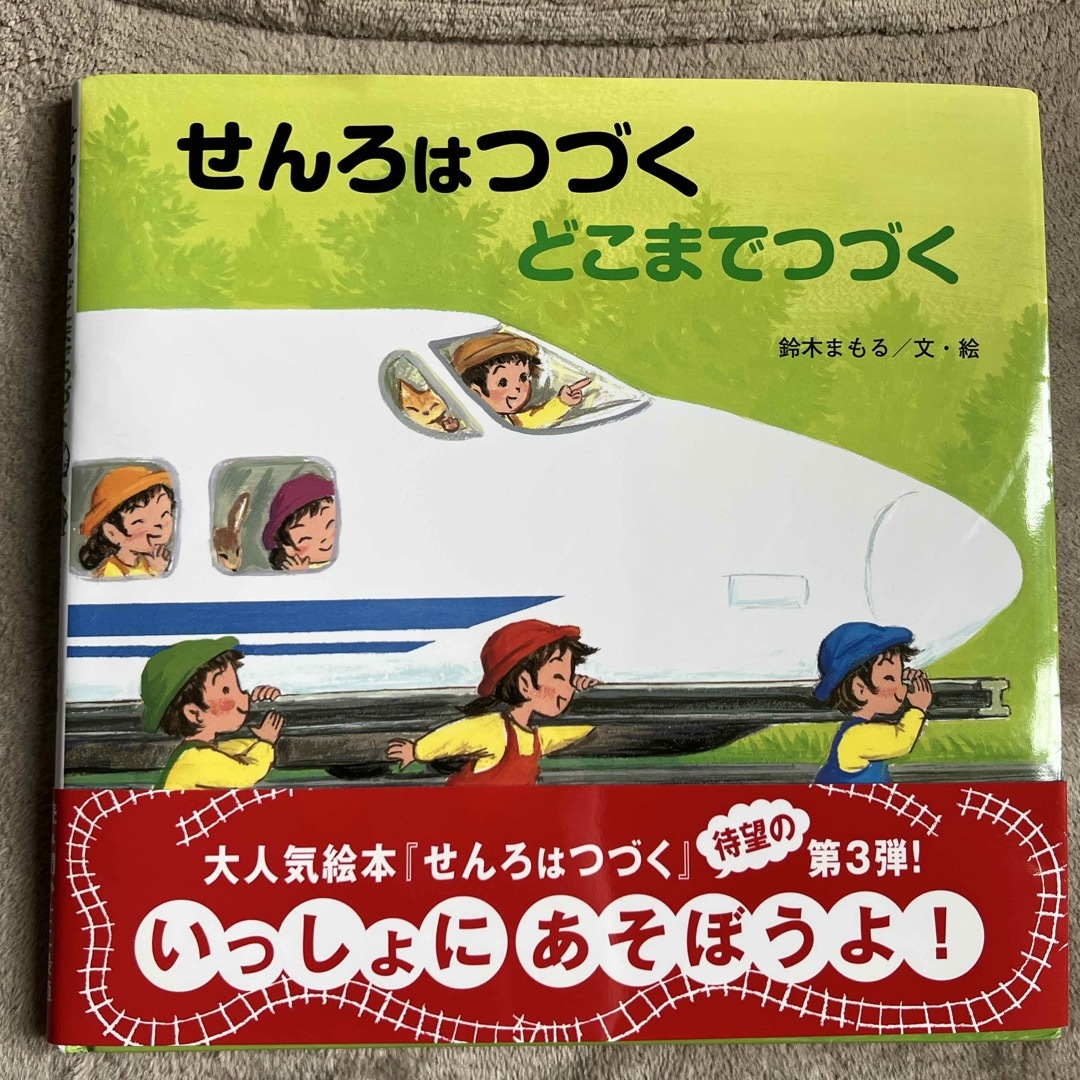 せんろはつづく
どこまでつづく
鈴木まもる／文・絵
大人気絵本『せんろはつづく』待望の第3弾!
いっしょに あそぼうよ！